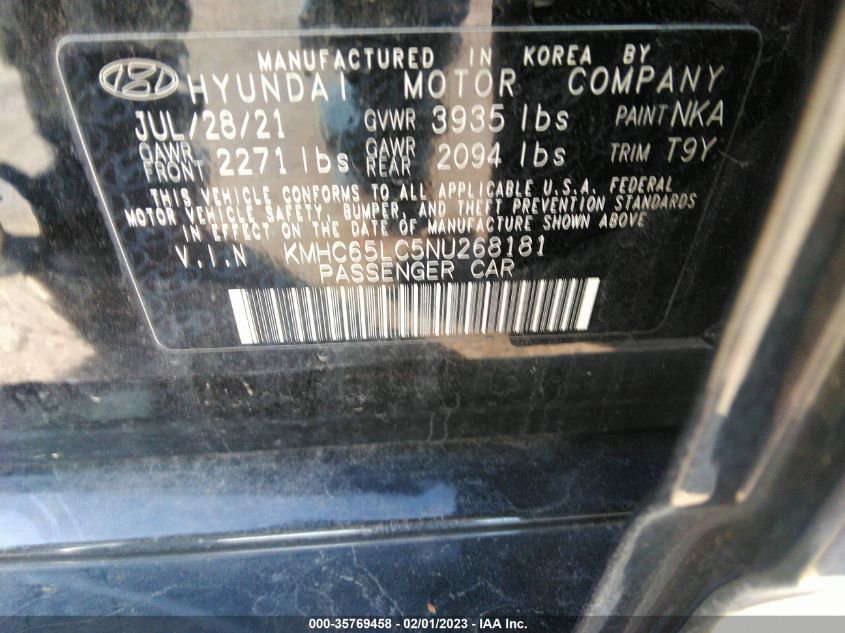 MANUFACTURED IN KOREA BY
HYUNDAI MOTOR COMPANY
JUL/28/21 GVWR 3935 lbs PAINT NKA
GAWR FRONT 2271 lbs GAWR REAR 2094 lbs TRIM T9Y
THIS VEHICLE CONFORMS TO ALL APPLICABLE U.S.A. FEDERAL
MOTOR VEHICLE SAFETY, BUMPER, AND THEFT PREVENTION STANDARDS
IN EFFECT ON THE DATE OF MANUFACTURE SHOWN ABOVE
V.I.N KMHC65LC5NU268181
PASSENGER CAR
000-35769458 - 02/01/2023 - © 2023 - IAA Inc.